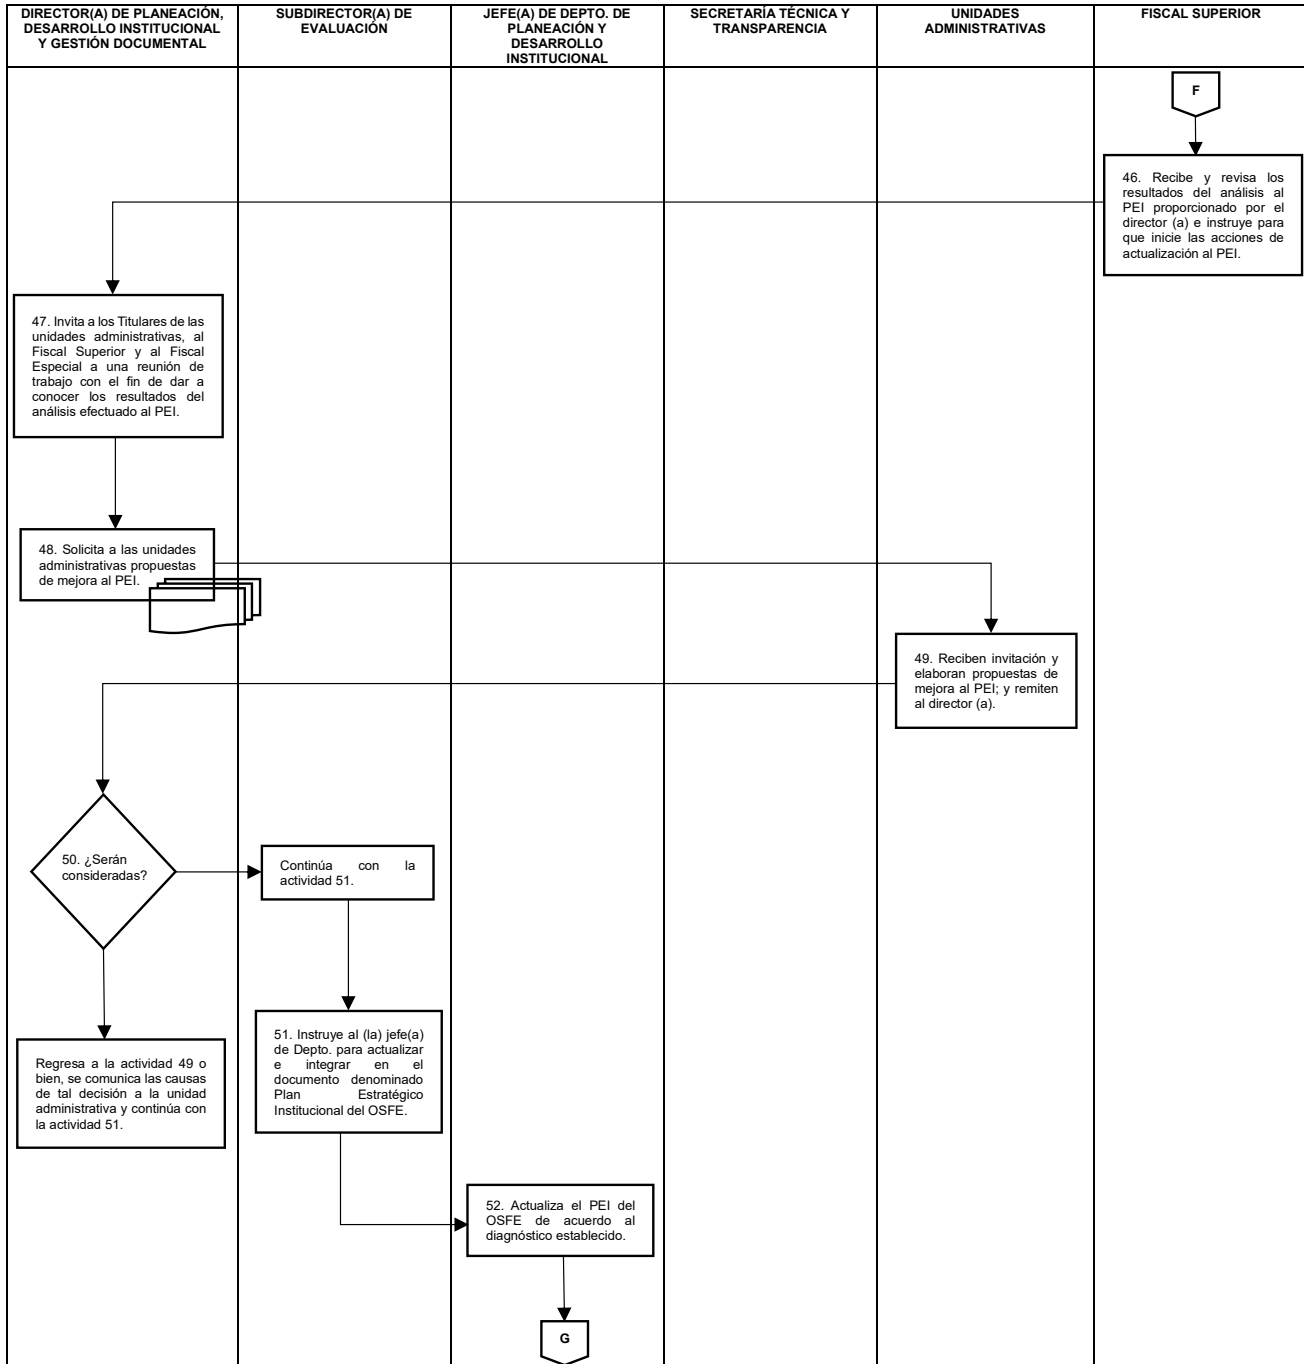 DIRECTOR(A) DE PLANEACIÓN,
DESARROLLO INSTITUCIONAL
Y GESTIÓN DOCUMENTAL
SUBDIRECTOR(A) DE
EVALUACIÓN
JEFE(A) DE DEPTO. DE
PLANEACIÓN Y
DESARROLLO
INSTITUCIONAL
SECRETARÍA TÉCNICA Y
TRANSPARENCIA
UNIDADES
ADMINISTRATIVAS
FISCAL SUPERIOR
F
46. Recibe y revisa los
resultados del análisis al
PEI proporcionado por el
director (a) e instruye para
que inicie las acciones de
actualización al PEI.
47. Invita a los Titulares de las
unidades administrativas, al
Fiscal Superior y al Fiscal
Especial a una reunión de
trabajo con el fin de dar a
conocer los resultados del
análisis efectuado al PEI.
48. Solicita a las unidades
administrativas propuestas
de mejora al PEI.
49. Reciben invitación y
elaboran propuestas de
mejora al PEI; y remiten
al director (a).
50. ¿Serán
consideradas?
Continúa con la
actividad 51.
51. Instruye al (la) jefe(a)
de Depto. para actualizar
e integrar en el
documento denominado
Plan Estratégico
Institucional del OSFE.
Regresa a la actividad 49 o
bien, se comunica las causas
de tal decisión a la unidad
administrativa y continúa con
la actividad 51.
52. Actualiza el PEI del
OSFE de acuerdo al
diagnóstico establecido.
G